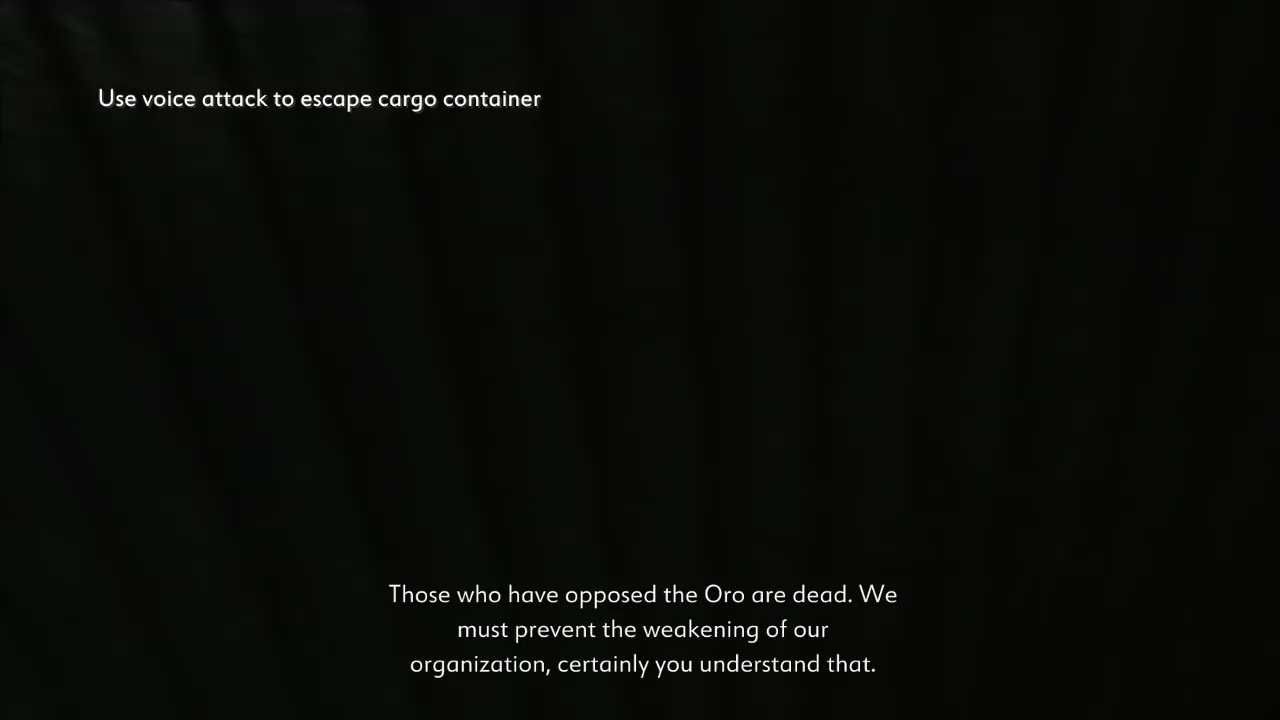 Use voice attack to escape cargo container
Those who have opposed the Oro are dead. We
must prevent the weakening of our
organization, certainly you understand that.